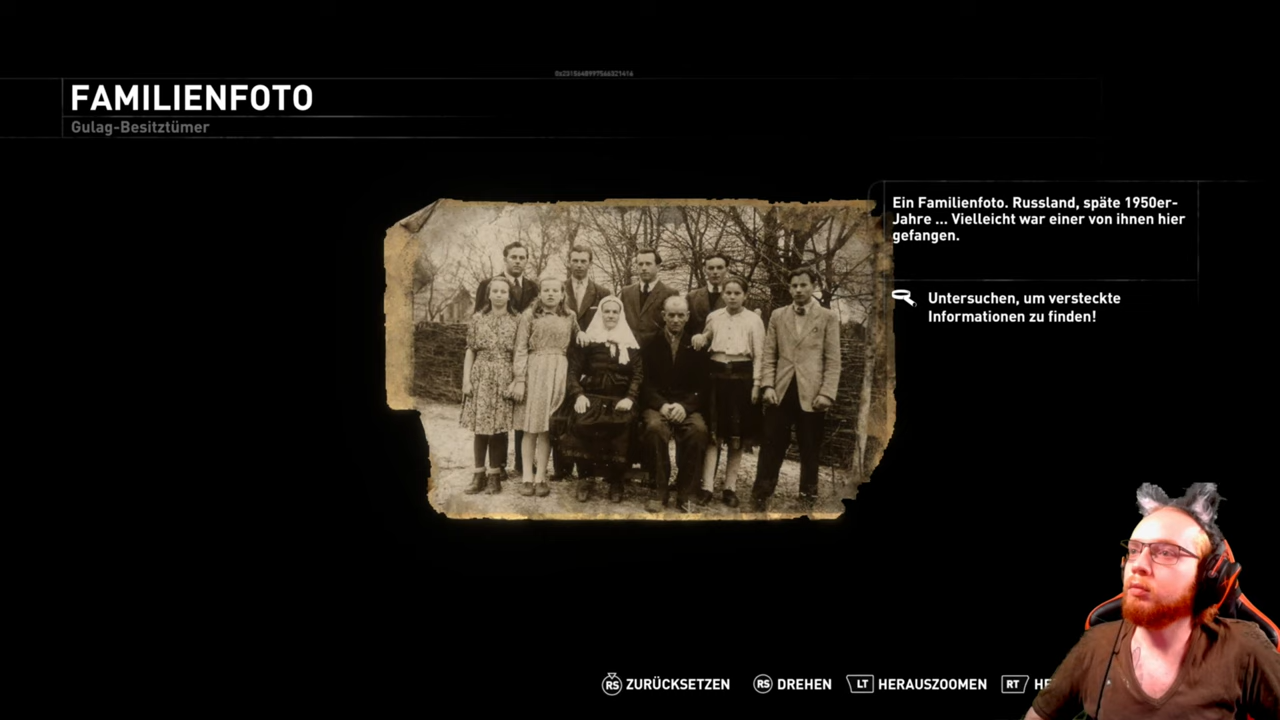 FAMILIENFOTO
Gulag-Besitztümer
Ein Familienfoto. Russland, späte 1950er-
Jahre ... Vielleicht war einer von ihnen hier
gefangen.
Untersuchen, um versteckte
Informationen zu finden!
RS ZURÜCKSETZEN RS DREHEN LT HERAUSZOOMEN RT